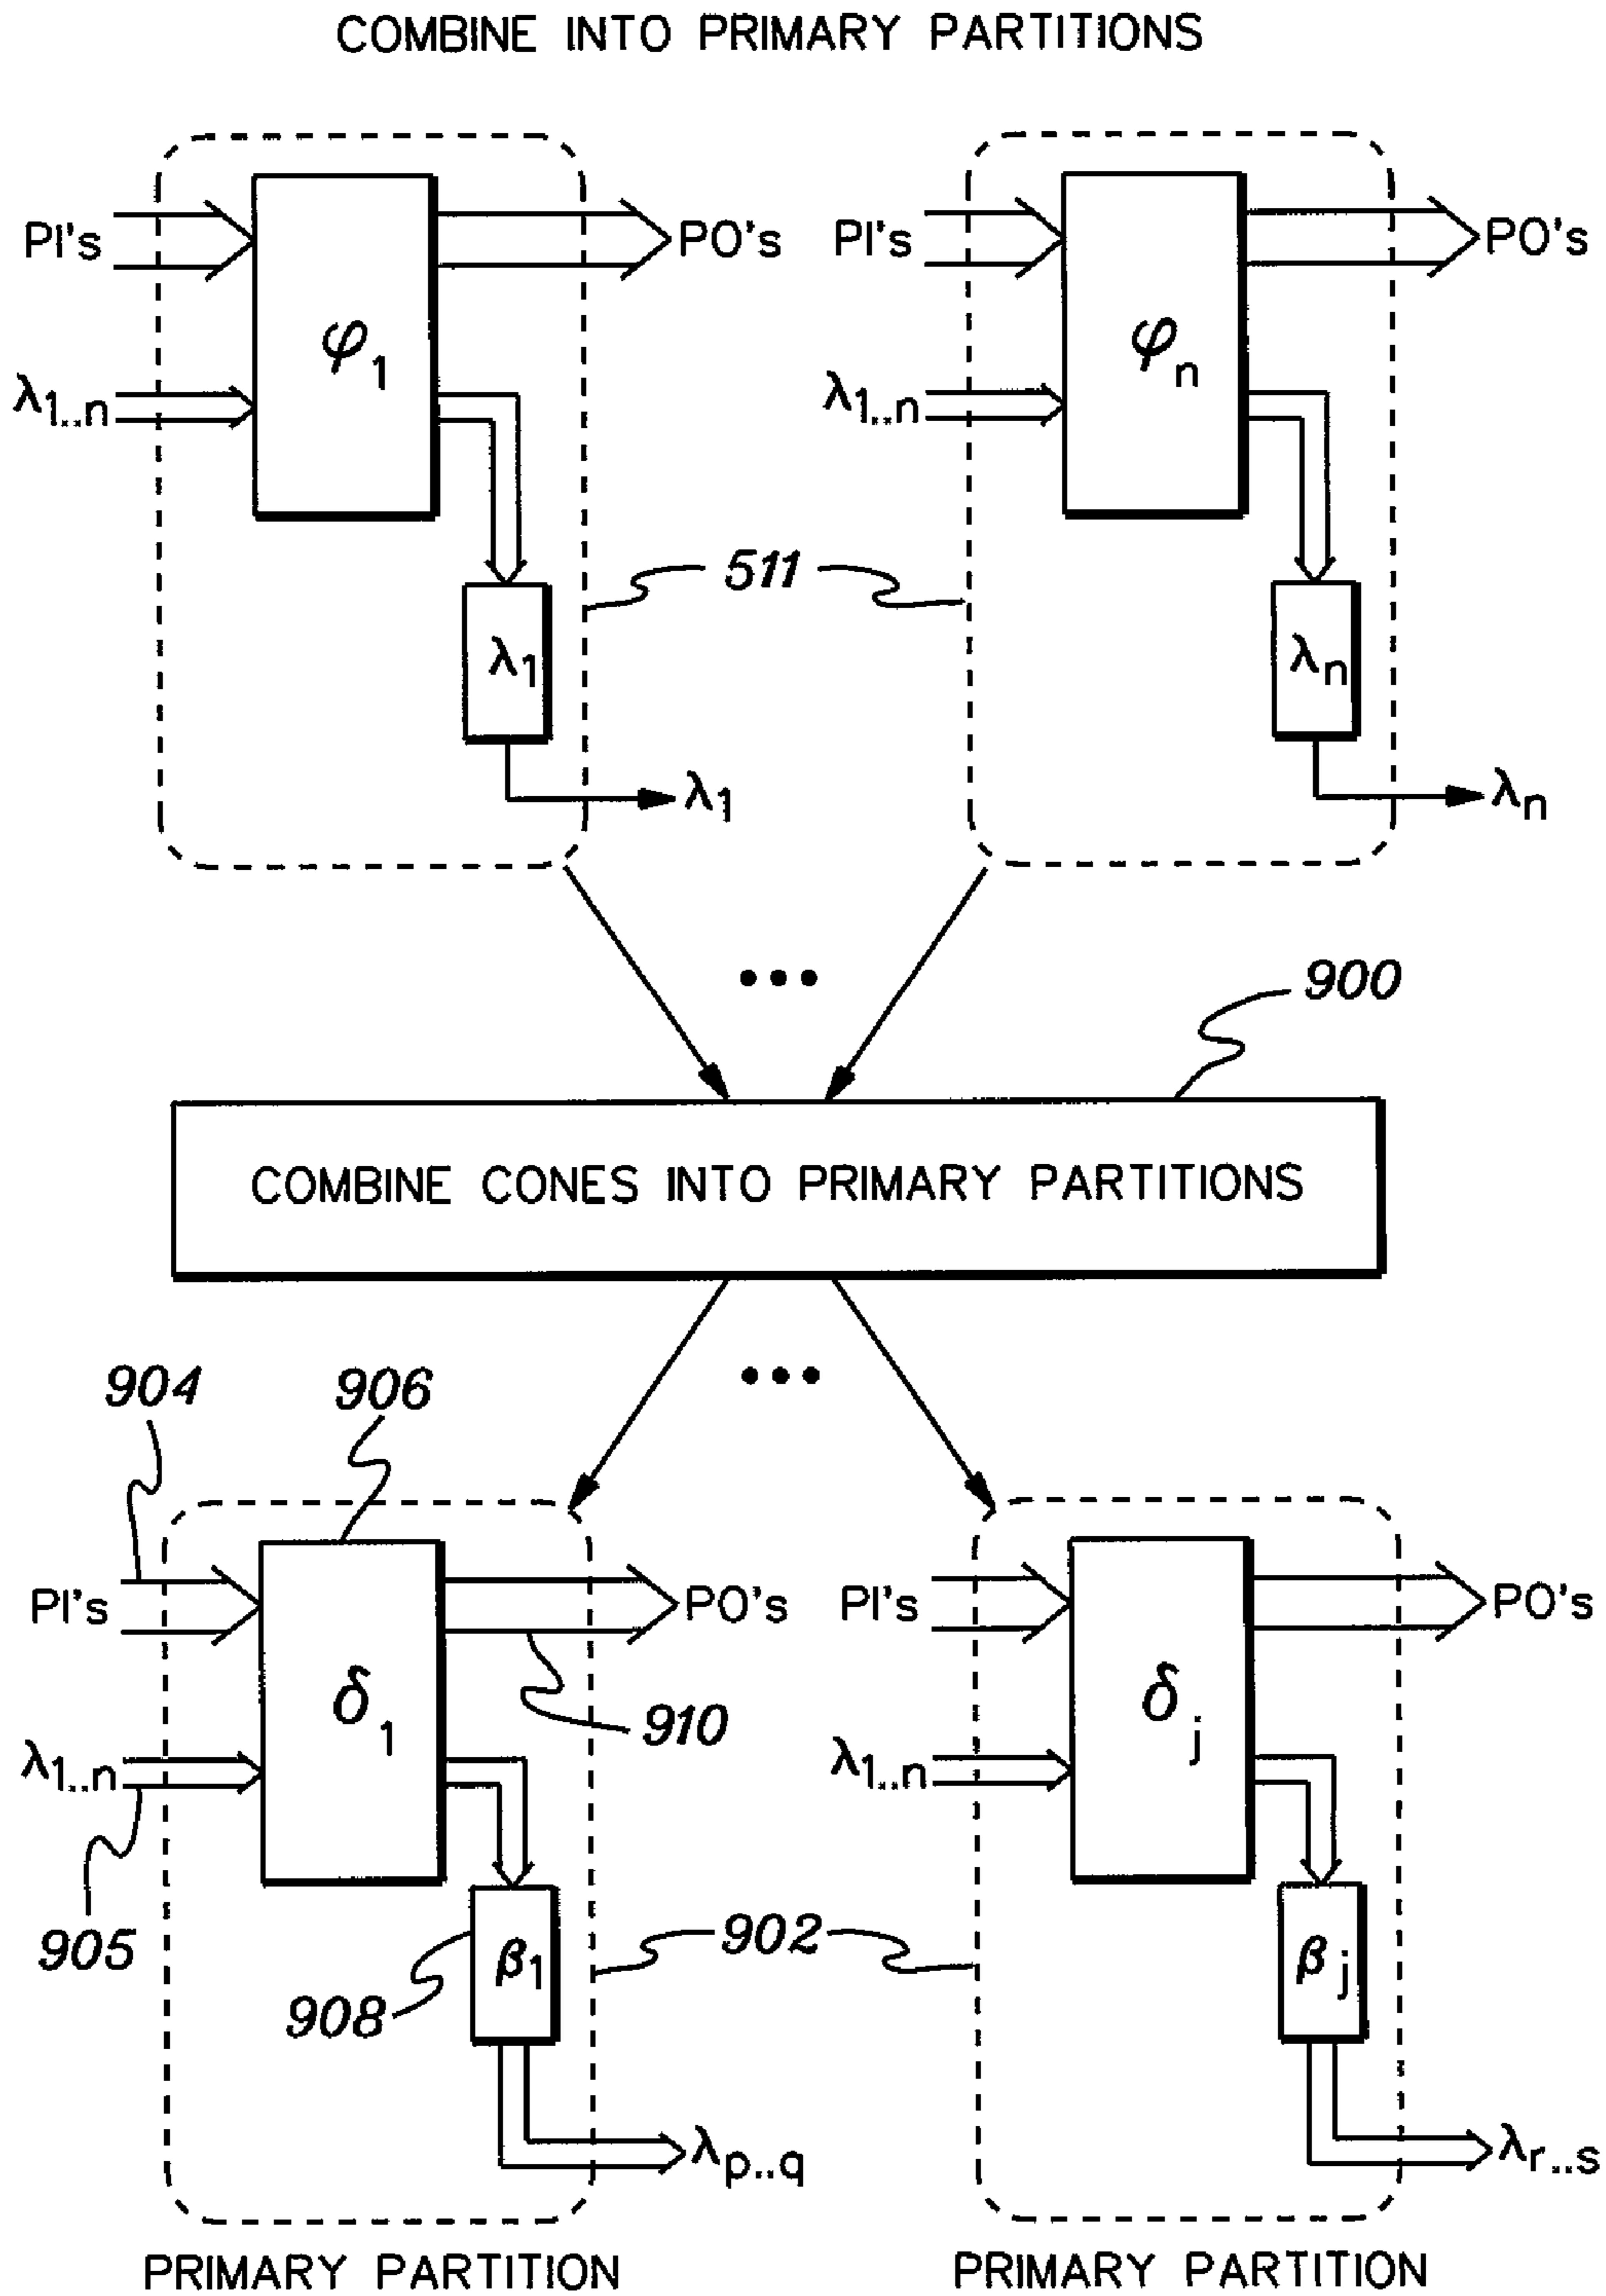 COMBINE INTO PRIMARY PARTITIONS
PI's
PO's
φ1
λ1..n
λ1
λ1
PI's
PO's
φn
λ1..n
λn
λn
511
900
COMBINE CONES INTO PRIMARY PARTITIONS
904
906
PI's
PO's
δ1
910
λ1..n
905
β1
908
λp..q
902
PI's
PO's
δj
λ1..n
βj
λr..s
PRIMARY PARTITION
PRIMARY PARTITION